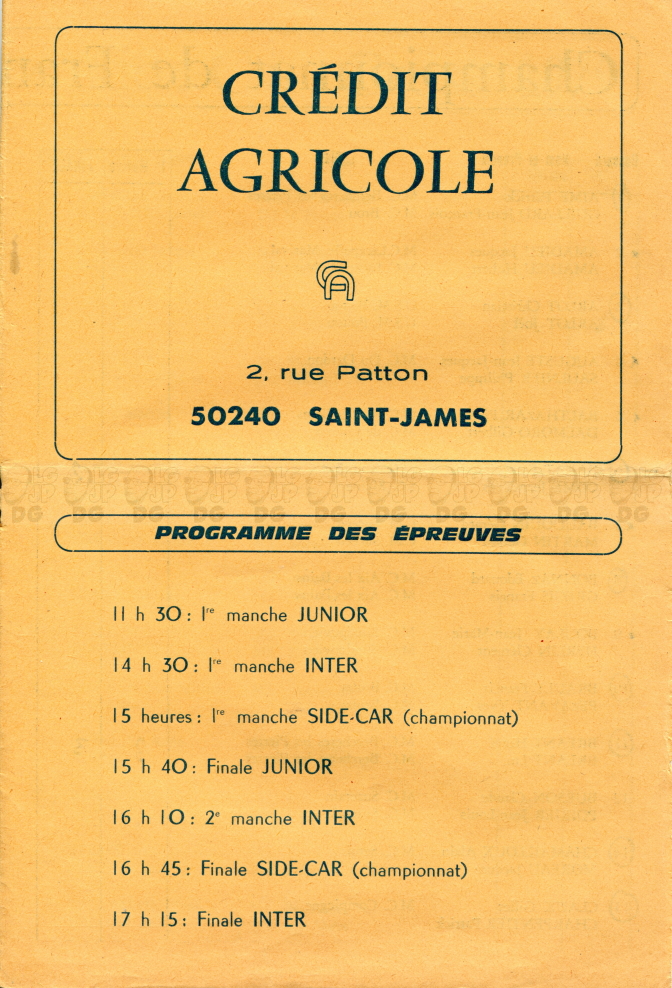 CRÉDIT
AGRICOLE
CA
2, rue Patton
50240 SAINT-JAMES
PROGRAMME DES ÉPREUVES
11 h 30 : 1re manche JUNIOR
14 h 30 : 1re manche INTER
15 heures : 1re manche SIDE-CAR (championnat)
15 h 40 : Finale JUNIOR
16 h 10 : 2e manche INTER
16 h 45 : Finale SIDE-CAR (championnat)
17 h 15 : Finale INTER